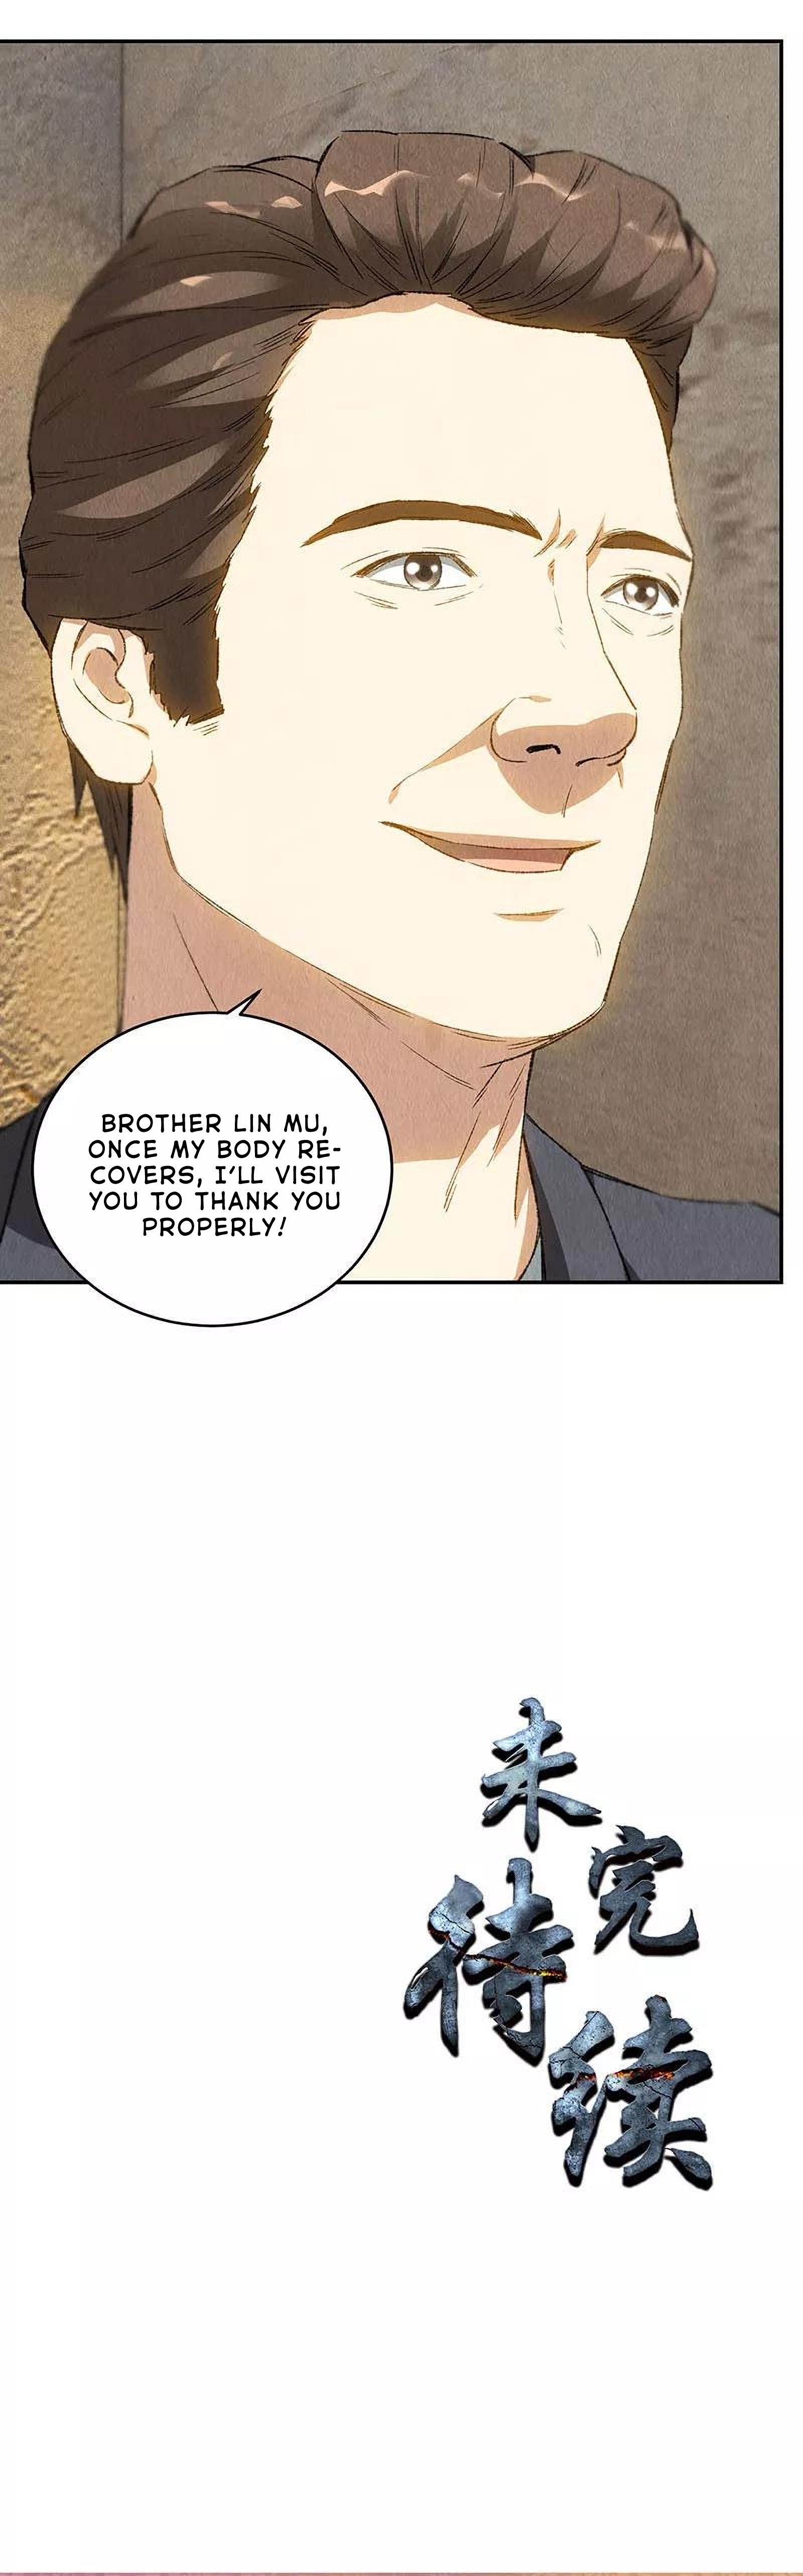 BROTHER LIN MU,
ONCE MY BODY RE-
COVERS, I'LL VISIT
YOU TO THANK YOU
PROPERLY!
未
完
待
续